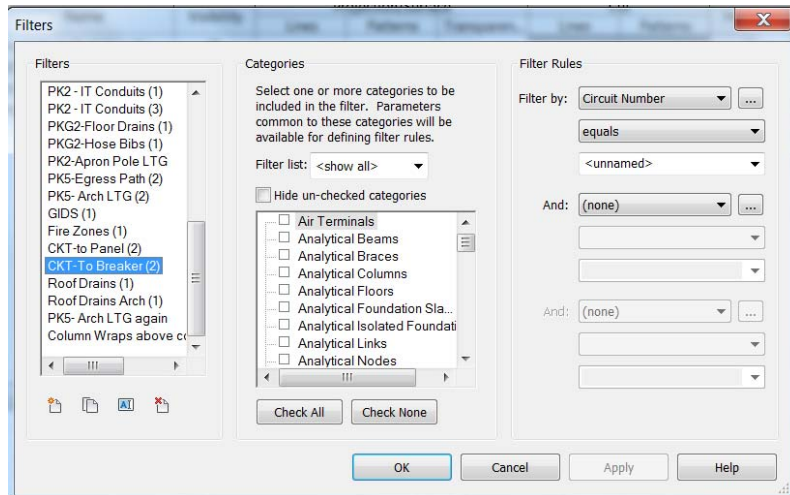 Filters
Filters
PK2 - IT Conduits (1)
PK2 - IT Conduits (3)
PKG2-Floor Drains (1)
PKG2-Hose Bibs (1)
PK2-Apron Pole LTG
PK5-Egress Path (2)
PK5- Arch LTG (2)
GIDS (1)
Fire Zones (1)
CKT-to Panel (2)
CKT-To Breaker (2)
Roof Drains (1)
Roof Drains Arch (1)
PK5- Arch LTG again
Column Wraps above
Categories
Select one or more categories to be
included in the filter. Parameters
common to these categories will be
available for defining filter rules.
Filter list: <show all>
Hide un-checked categories
Air Terminals
Analytical Beams
Analytical Braces
Analytical Columns
Analytical Floors
Analytical Foundation Sla...
Analytical Isolated Foundati
Analytical Links
Analytical Nodes
Check All Check None
Filter Rules
Filter by: Circuit Number ...
equals
<unnamed>
And: (none) ...
And: (none) ...
OK Cancel Apply Help